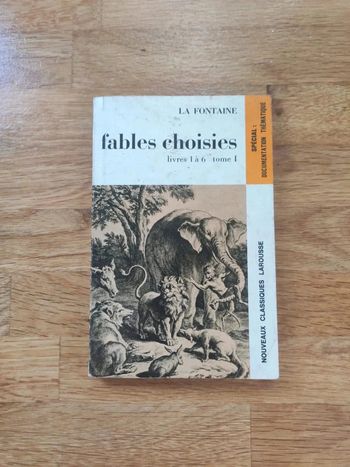 LA FONTAINE
fables choisies
livres 1 à 6 tome I
SPÉCIAL :
DOCUMENTATION THÉMATIQUE
NOUVEAUX CLASSIQUES LAROUSSE